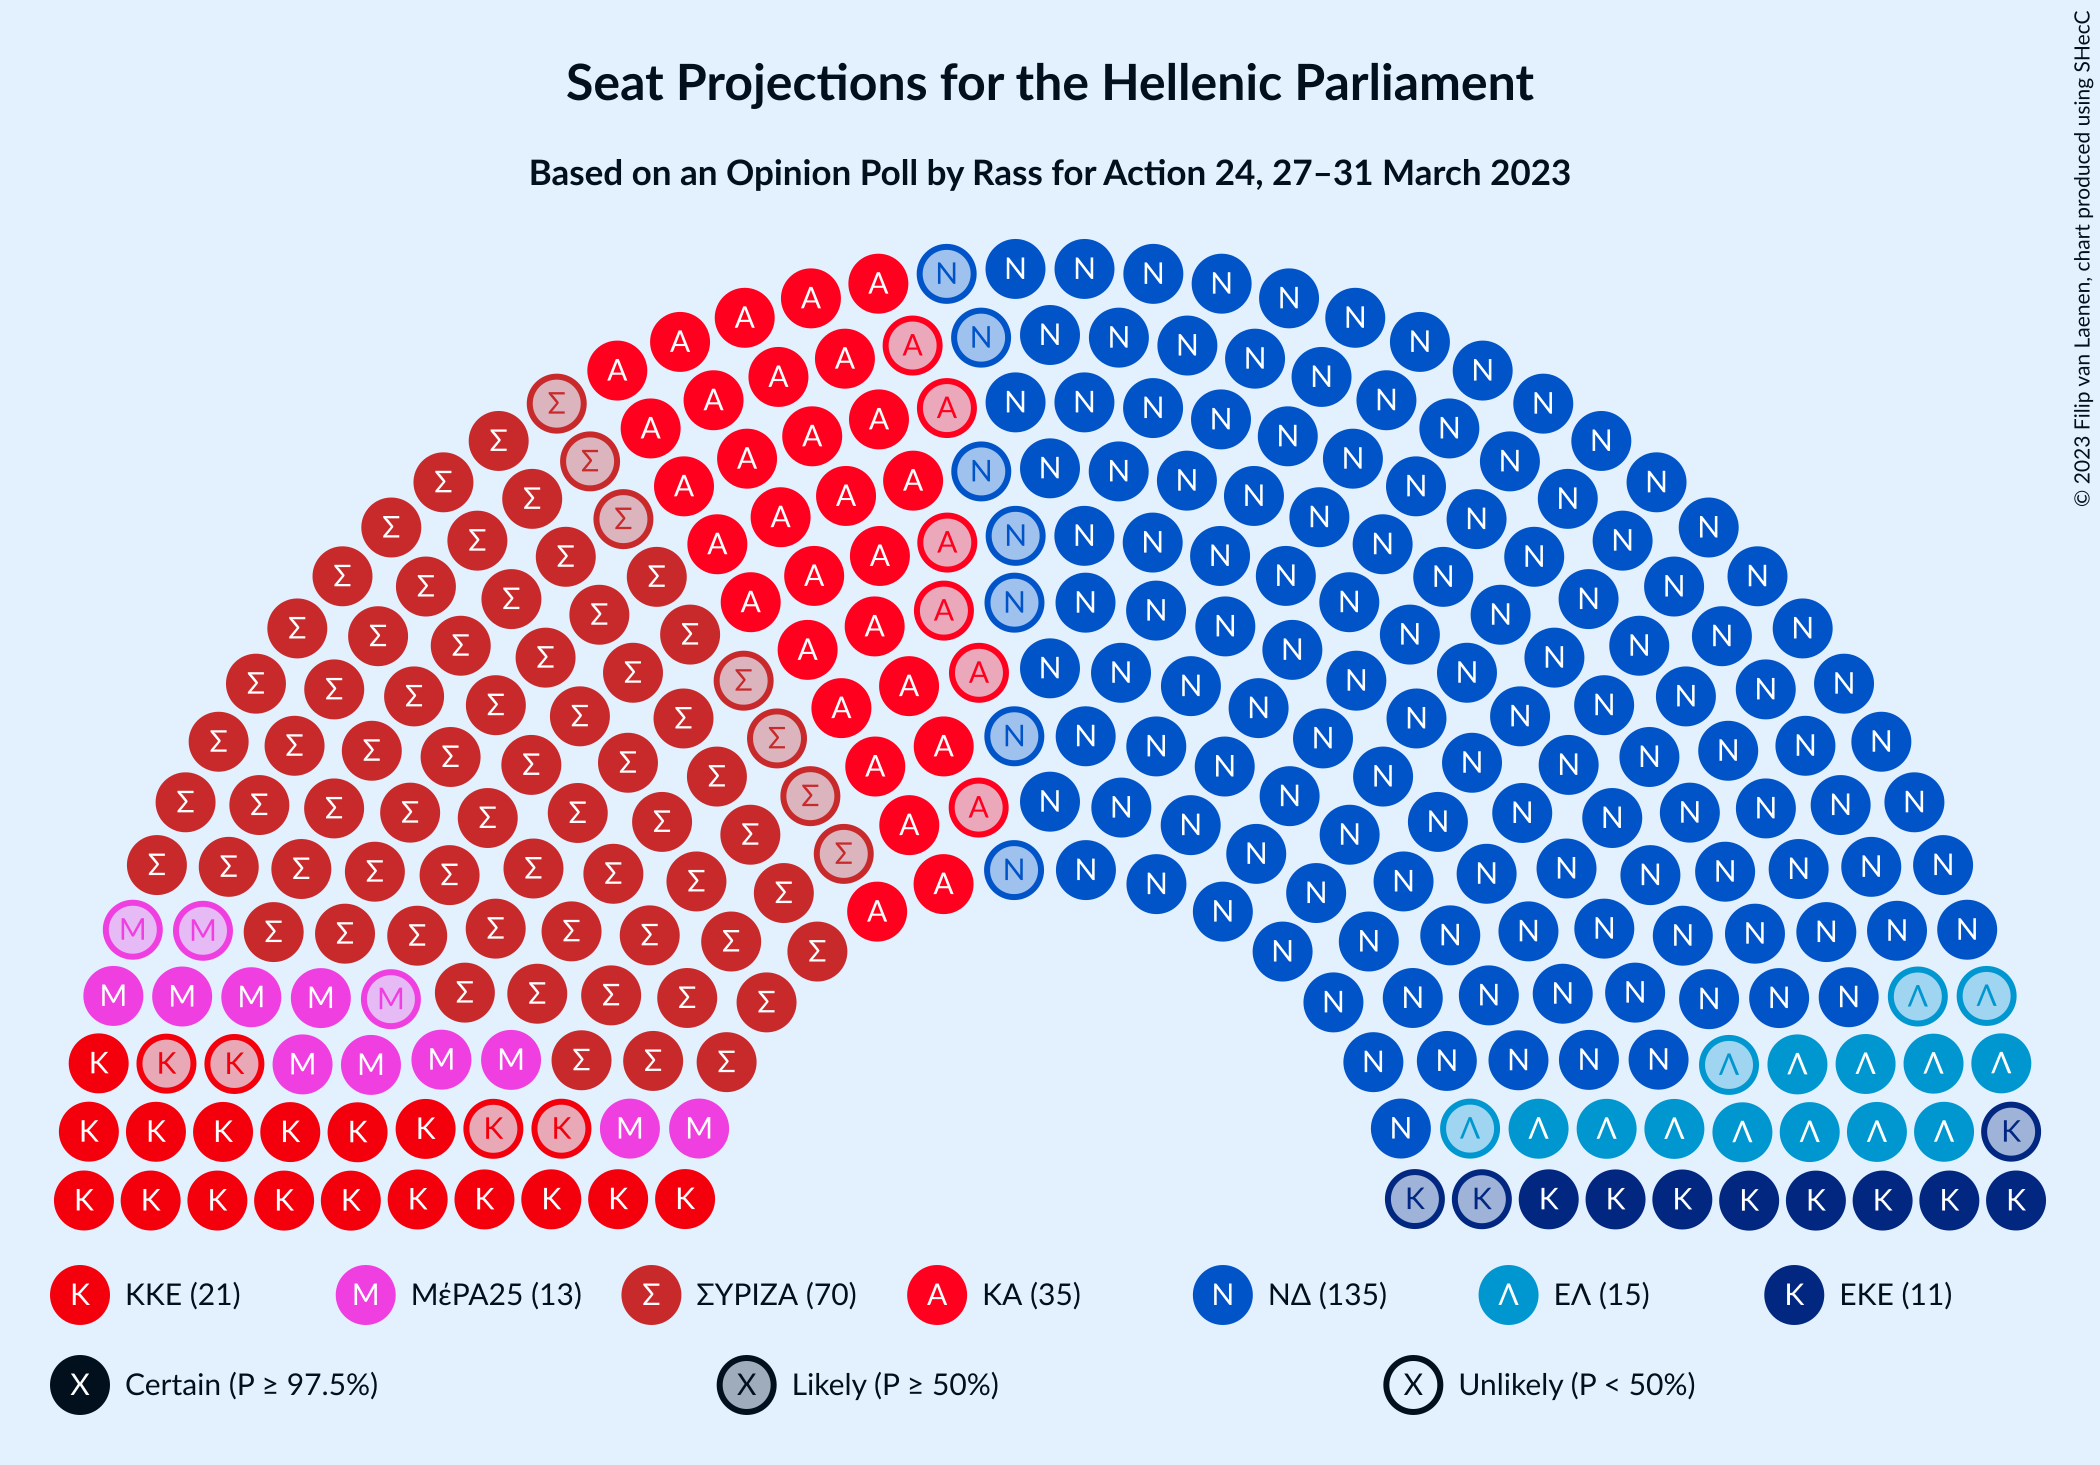 Seat Projections for the Hellenic Parliament
Based on an Opinion Poll by Rass for Action 24, 27–31 March 2023
© 2023 Filip van Laenen, chart produced using SHecC
Κ ΚΚΕ (21) Μ ΜέΡΑ25 (13) Σ ΣΥΡΙΖΑ (70) Α ΚΑ (35) Ν ΝΔ (135) Λ ΕΛ (15) Κ ΕΚΕ (11)
X Certain (P ≥ 97.5%) X Likely (P ≥ 50%) X Unlikely (P < 50%)